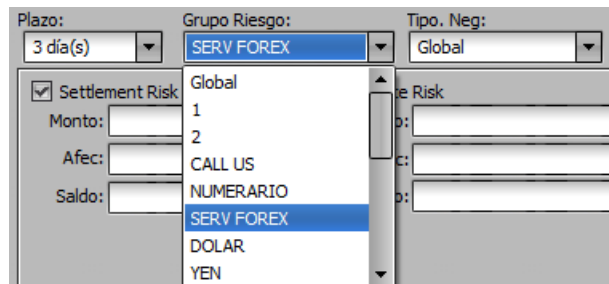 Plazo: Grupo Riesgo: Tipo. Neg:
3 día(s) SERV FOREX Global
Global
Settlement Risk Risk
1
Monto:
2
Afec: CALL US
Saldo: NUMERARIO
SERV FOREX
DOLAR
YEN